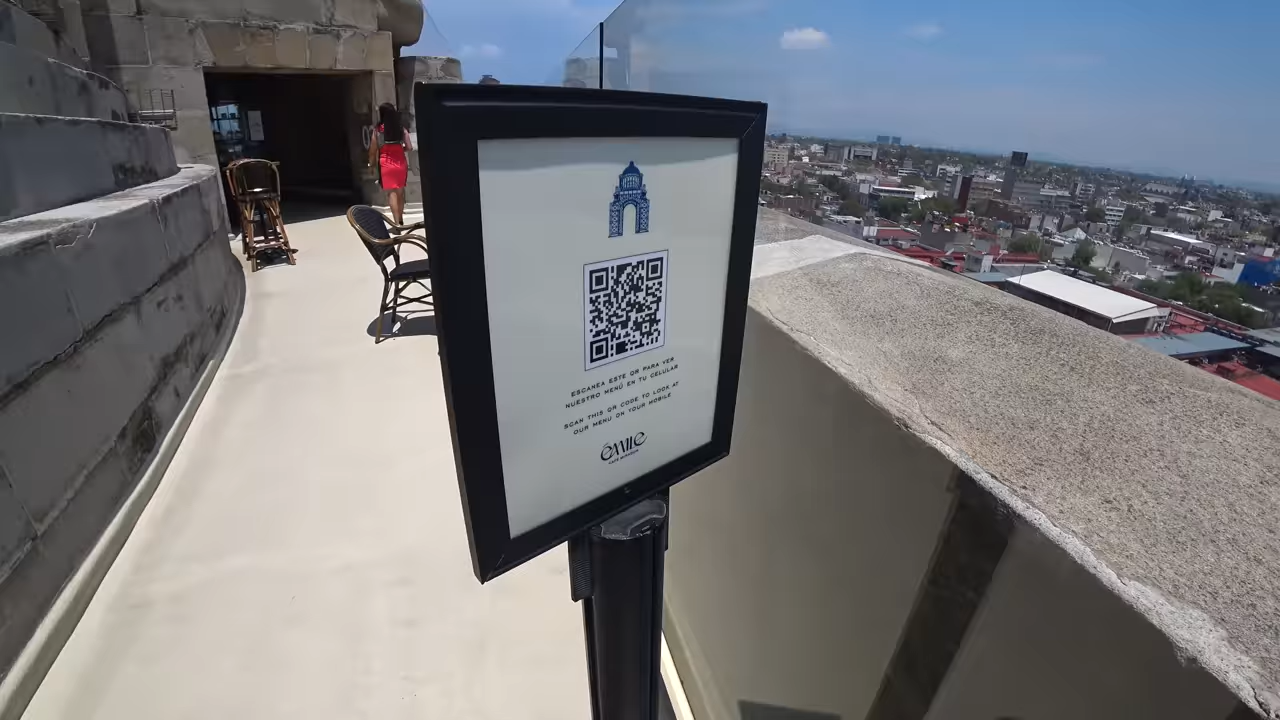 ESCANEA ESTE QR PARA VER
NUESTRO MENÚ EN TU CELULAR
SCAN THIS QR CODE TO LOOK AT
OUR MENU ON YOUR MOBILE
émile